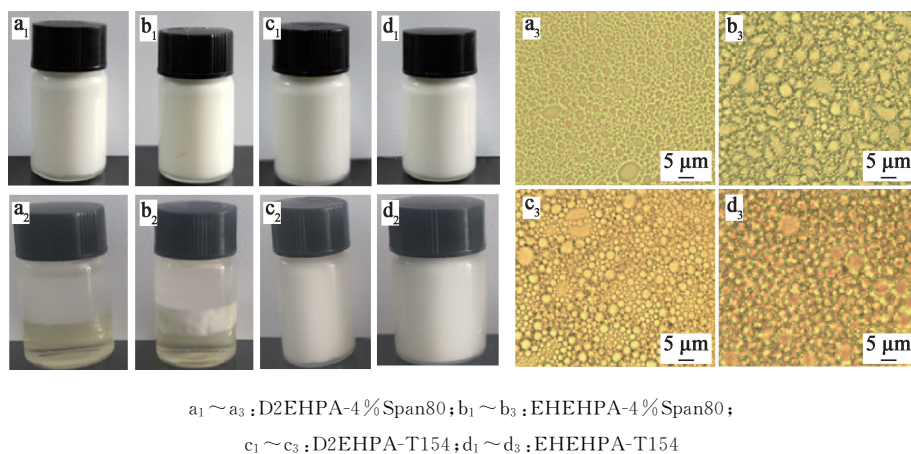 a₁ b₁ c₁ d₁ a₃ b₃
5 μm 5 μm
a₂ b₂ c₂ d₂ c₃ d₃
5 μm 5 μm
a₁～a₃:D2EHPA-4%Span80;b₁～b₃:EHEHPA-4%Span80;
c₁～c₃:D2EHPA-T154;d₁～d₃:EHEHPA-T154